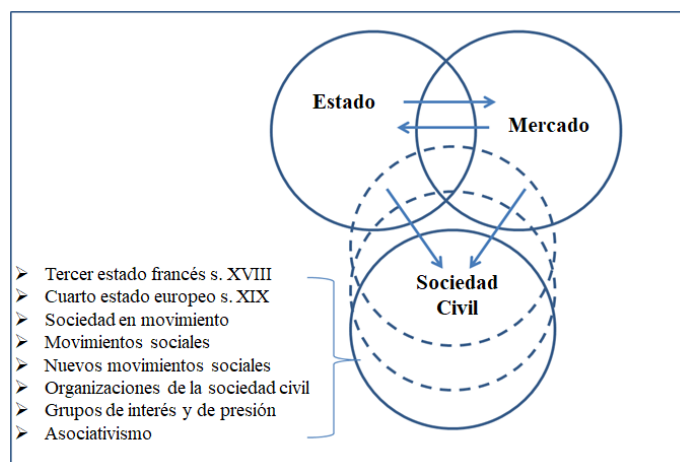 Estado
Mercado
Sociedad
Civil
Tercer estado francés s. XVIII
Cuarto estado europeo s. XIX
Sociedad en movimiento
Movimientos sociales
Nuevos movimientos sociales
Organizaciones de la sociedad civil
Grupos de interés y de presión
Asociativismo